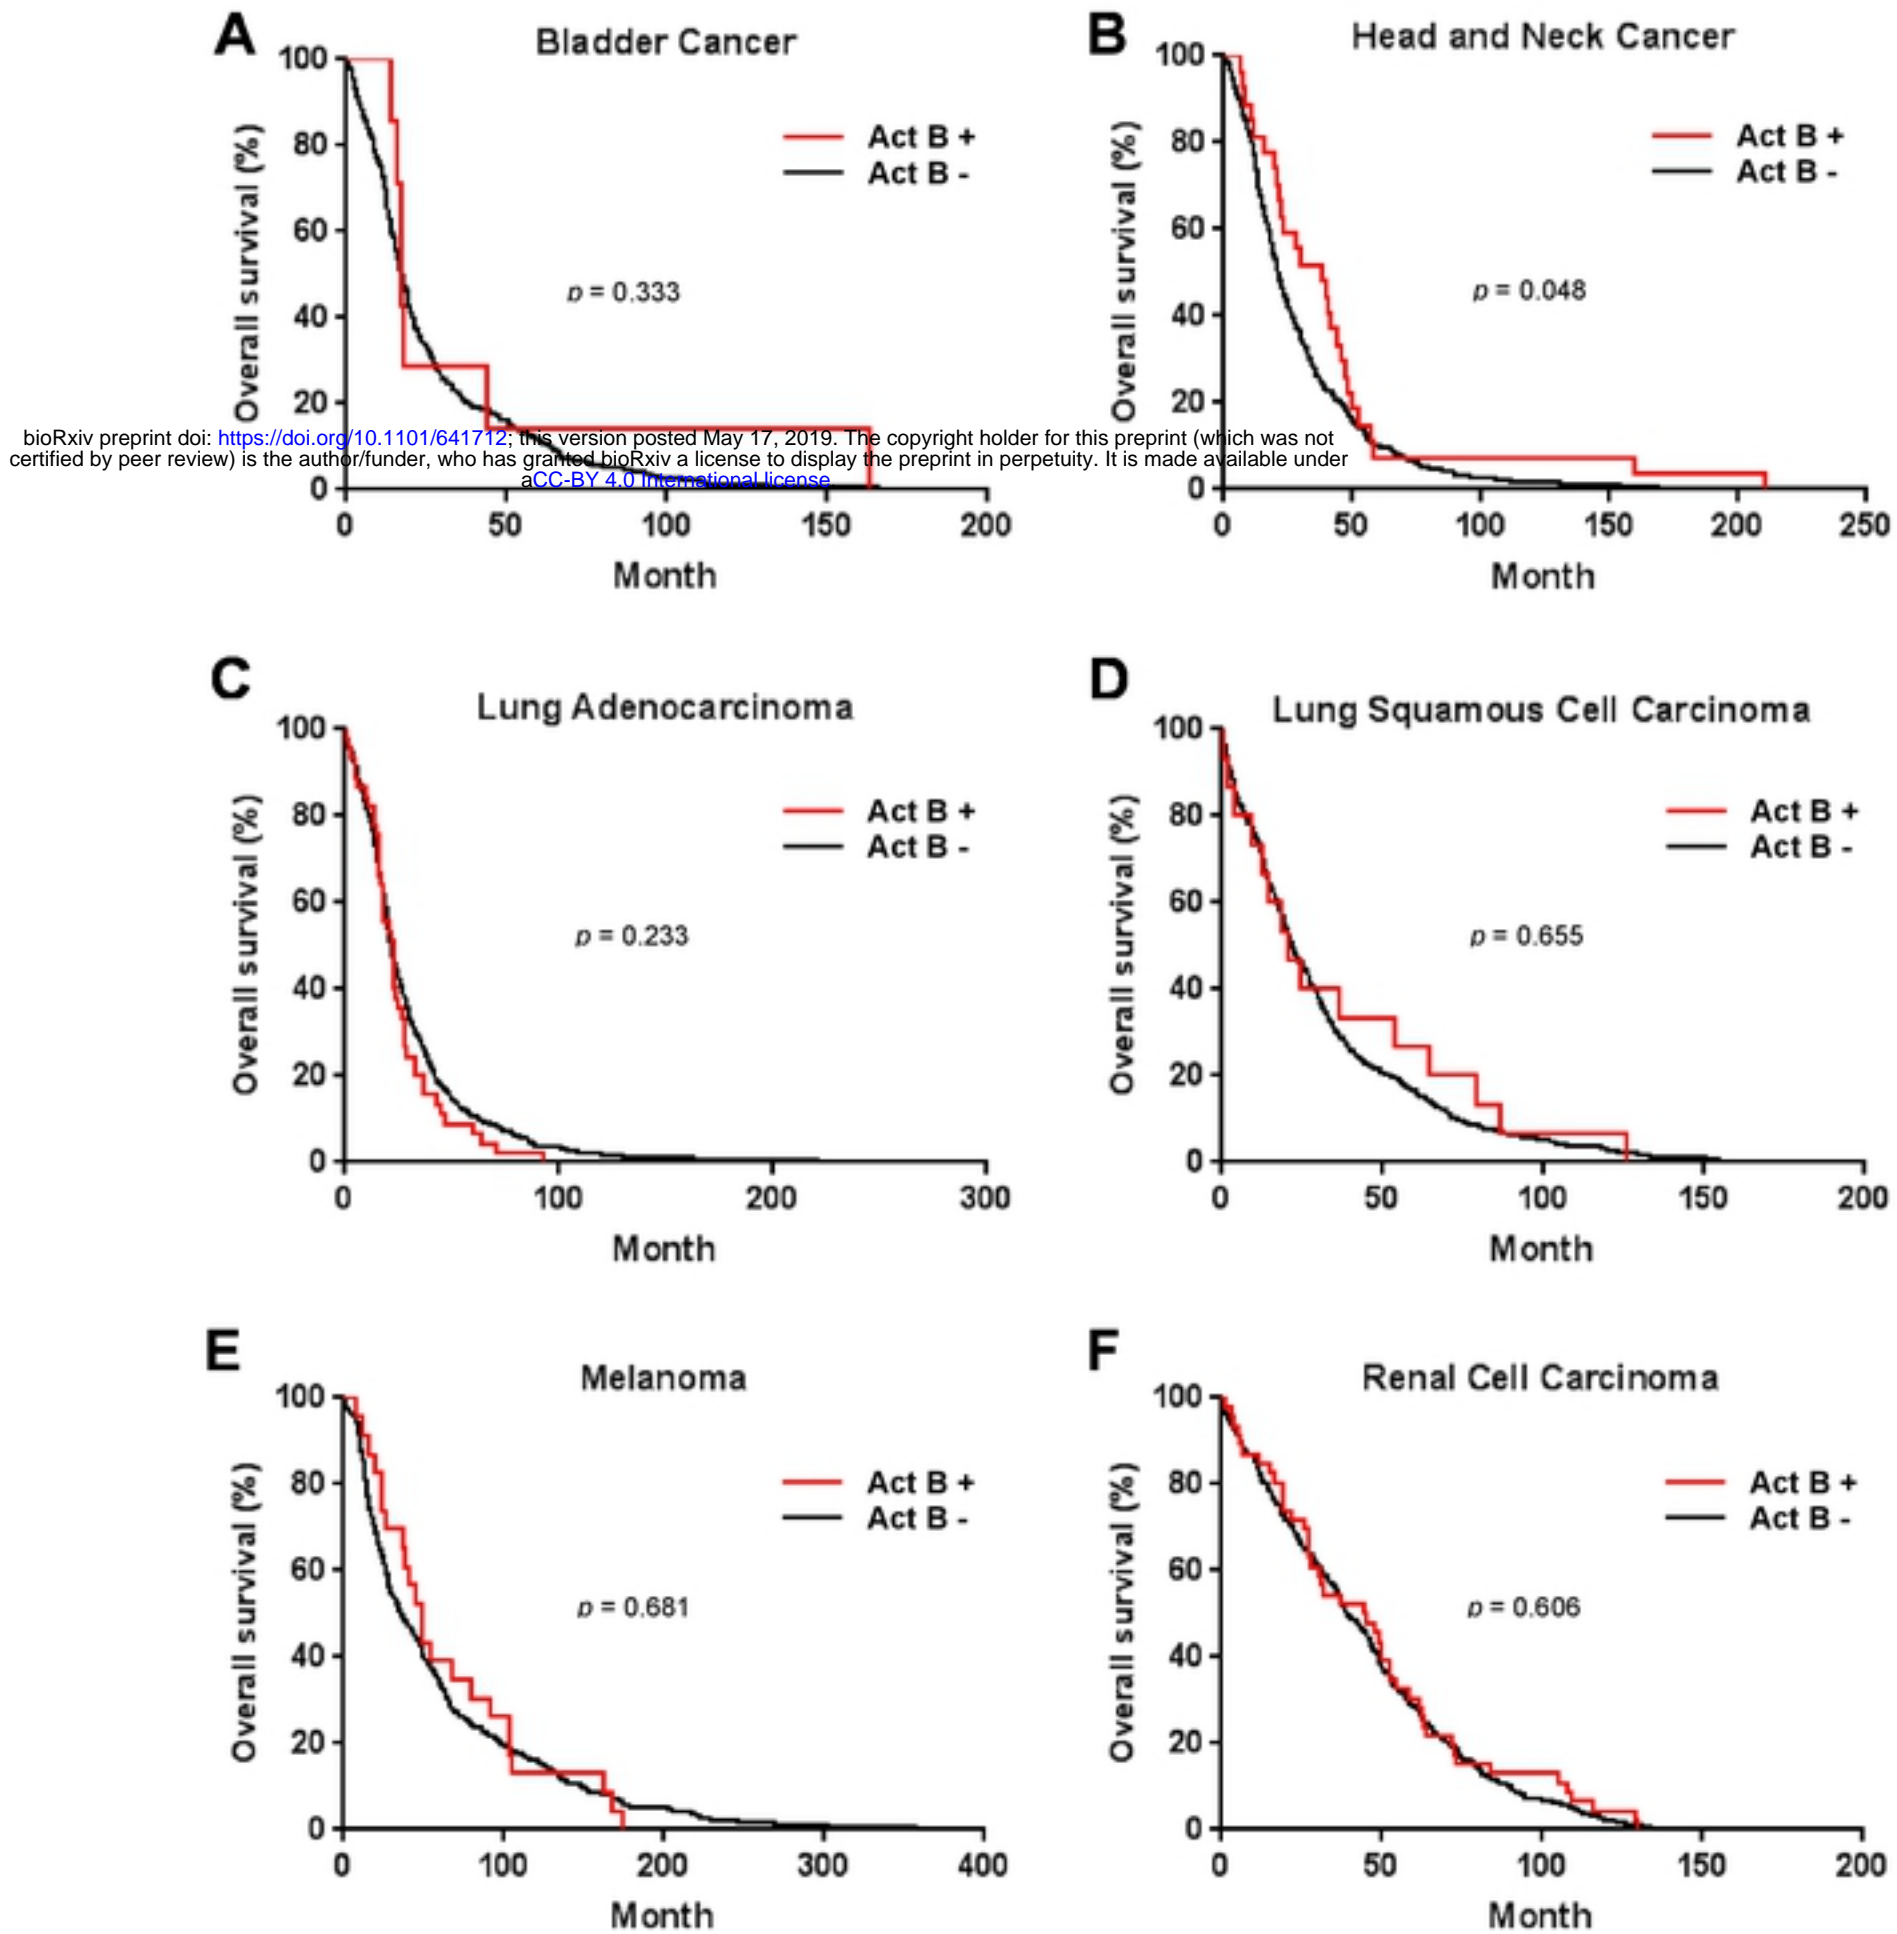 A
Bladder Cancer
Overall survival (%)
100
80
60
40
20
0
Act B +
Act B -
p = 0.333
0 50 100 150 200
Month
B
Head and Neck Cancer
Overall survival (%)
100
80
60
40
20
0
Act B +
Act B -
p = 0.048
0 50 100 150 200 250
Month
bioRxiv preprint doi: https://doi.org/10.1101/641712; this version posted May 17, 2019. The copyright holder for this preprint (which was not
certified by peer review) is the author/funder, who has granted bioRxiv a license to display the preprint in perpetuity. It is made available under
aCC-BY 4.0 International license
C
Lung Adenocarcinoma
Overall survival (%)
100
80
60
40
20
0
Act B +
Act B -
p = 0.233
0 100 200 300
Month
D
Lung Squamous Cell Carcinoma
Overall survival (%)
100
80
60
40
20
0
Act B +
Act B -
p = 0.655
0 50 100 150 200
Month
E
Melanoma
Overall survival (%)
100
80
60
40
20
0
Act B +
Act B -
p = 0.681
0 100 200 300 400
Month
F
Renal Cell Carcinoma
Overall survival (%)
100
80
60
40
20
0
Act B +
Act B -
p = 0.606
0 50 100 150 200
Month